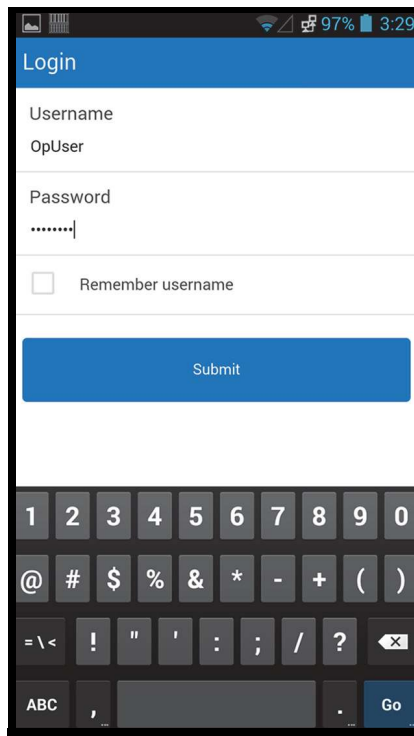 97% 3:29
Login
Username
OpUser
Password
••••••••
Remember username
Submit
1 2 3 4 5 6 7 8 9 0
@ # $ % & * - + ( )
= \ < ! " ' : ; / ?
ABC , . Go